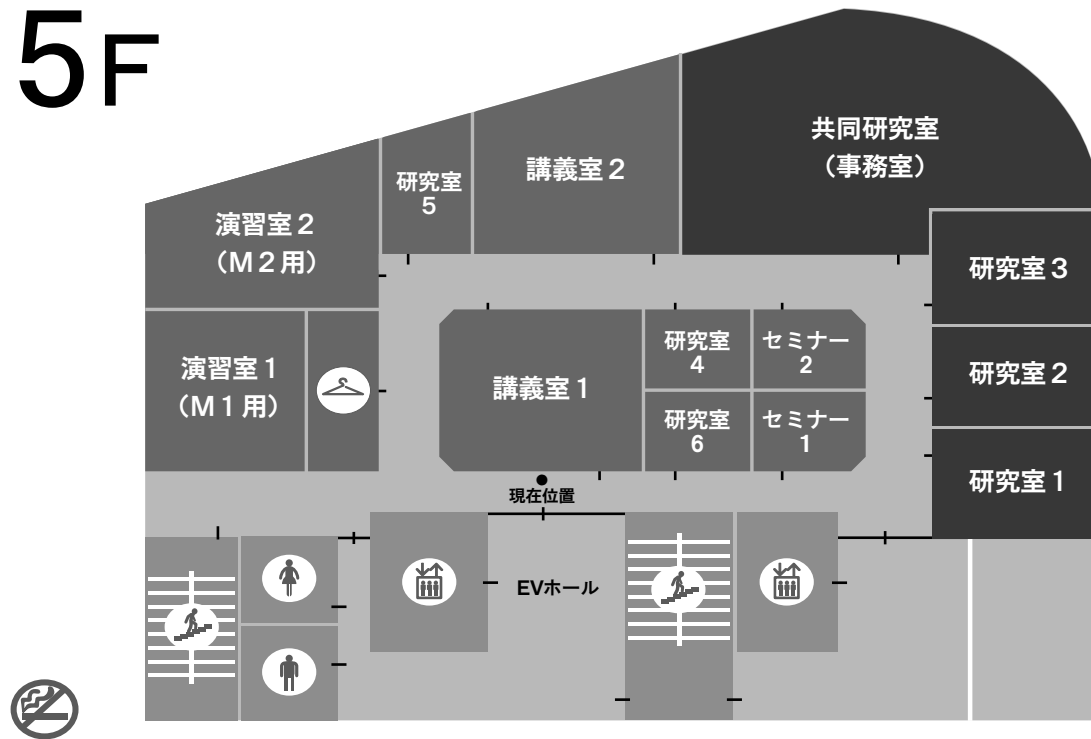 5F
共同研究室
（事務室）
講義室２
研究室
5
演習室２
（Ｍ２用）
研究室３
演習室１
（Ｍ１用）
講義室１
研究室
4
セミナー
2
研究室２
研究室
6
セミナー
1
研究室１
現在位置
EVホール